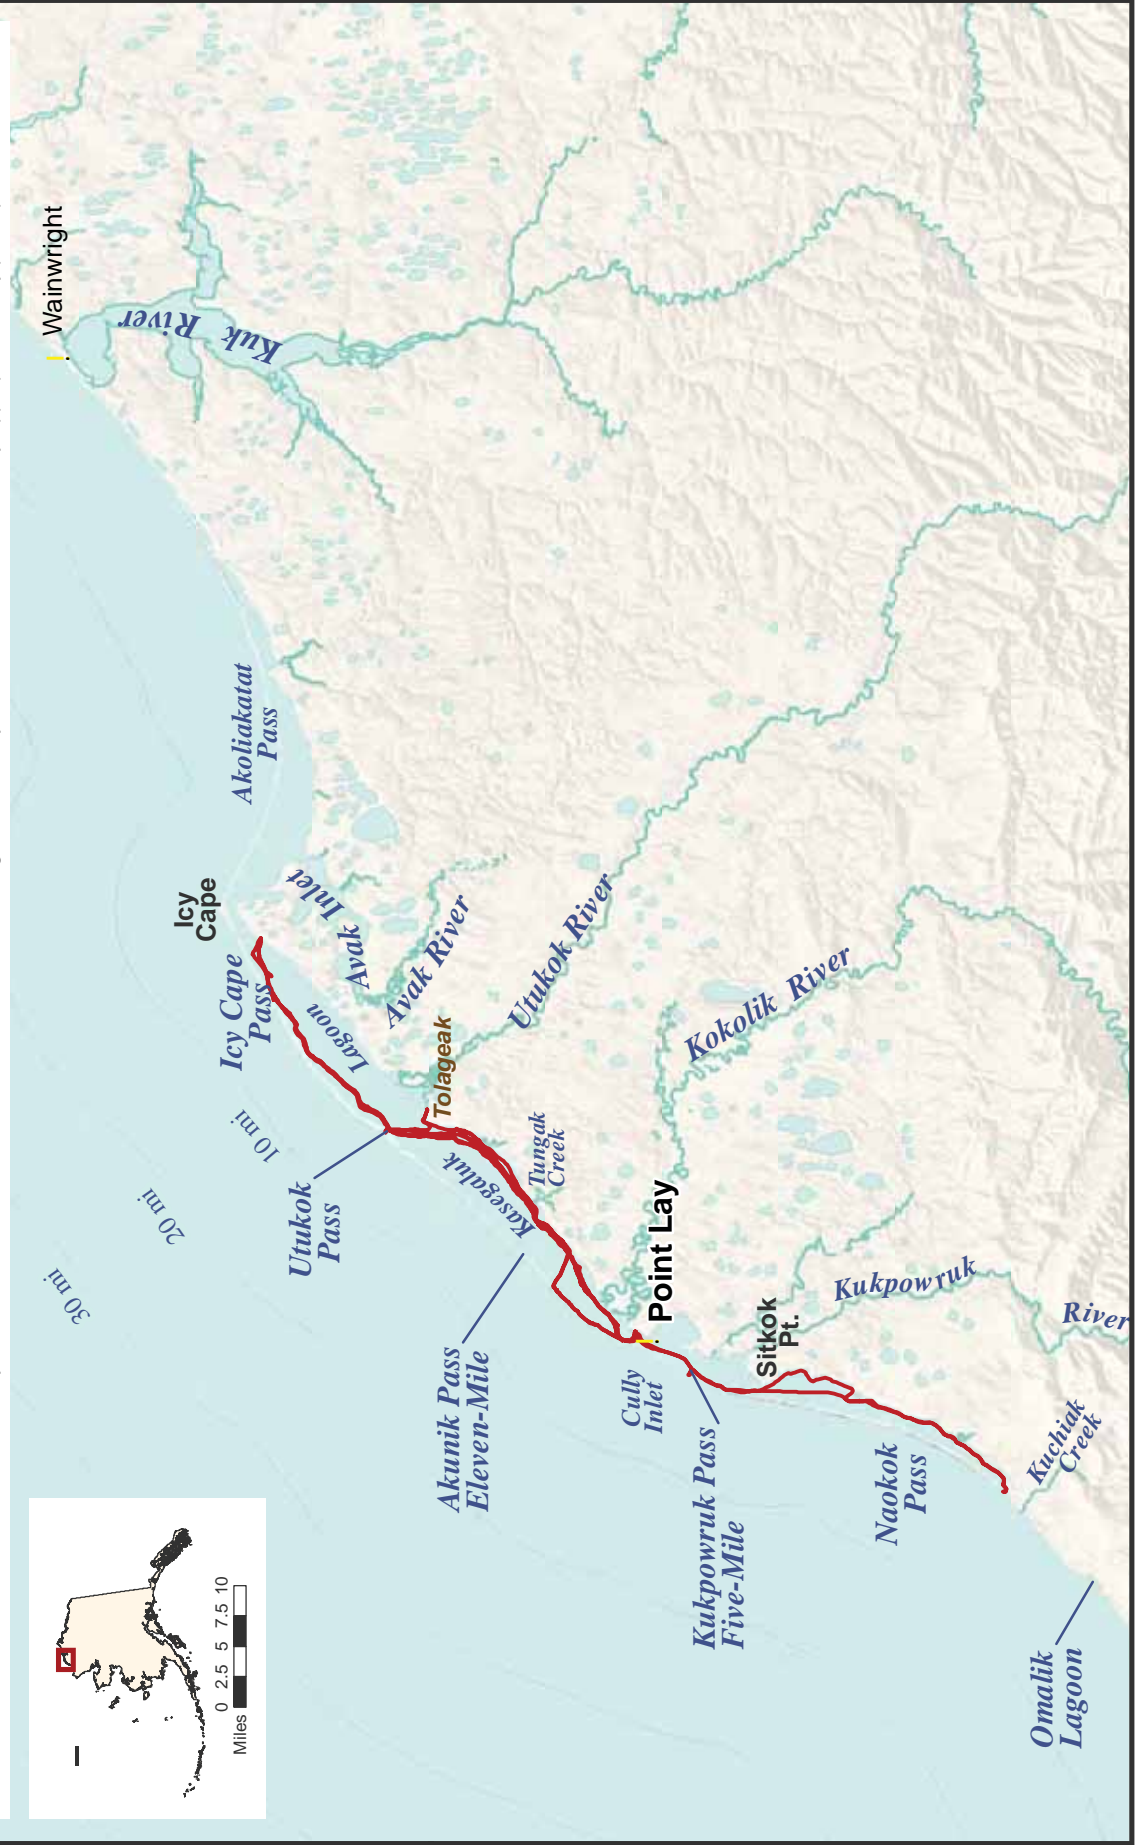 Wainwright
Kuk River
Akoliakatat
Pass
Icy
Cape
Avak Inlet
Icy Cape
Pass
Avak River
Lagoon
Utukok River
Tolageak
Kokolik River
10 mi
20 mi
30 mi
Utukok
Pass
Kasegaluk
Tungak
Creek
Point Lay
Akunik Pass
Eleven-Mile
Cully
Inlet
Sitkok
Pt.
Kukpowruk
River
Kukpowruk Pass
Five-Mile
Naokok
Pass
Kuchiak
Creek
Omalik
Lagoon
0 2.5 5 7.5 10
Miles